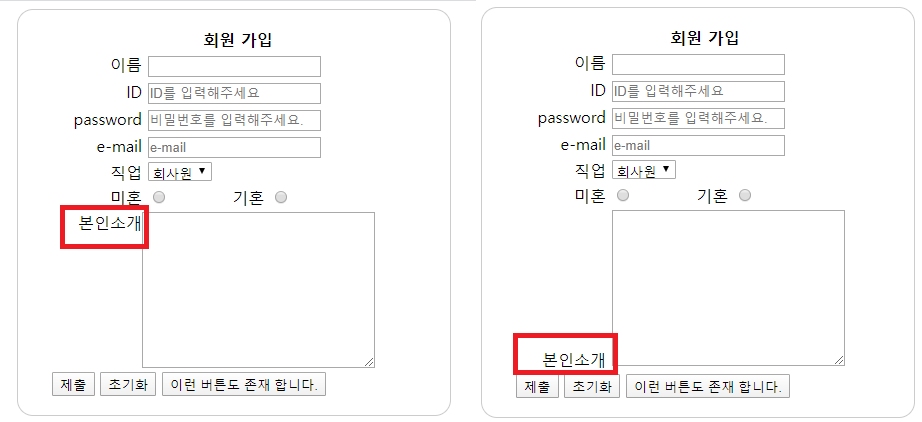 회원 가입
이름
ID ID를 입력해주세요
password 비밀번호를 입력해주세요.
e-mail e-mail
직업 회사원
미혼 기혼
본인소개
제출 초기화 이런 버튼도 존재 합니다.
회원 가입
이름
ID ID를 입력해주세요
password 비밀번호를 입력해주세요.
e-mail e-mail
직업 회사원
미혼 기혼
본인소개
제출 초기화 이런 버튼도 존재 합니다.